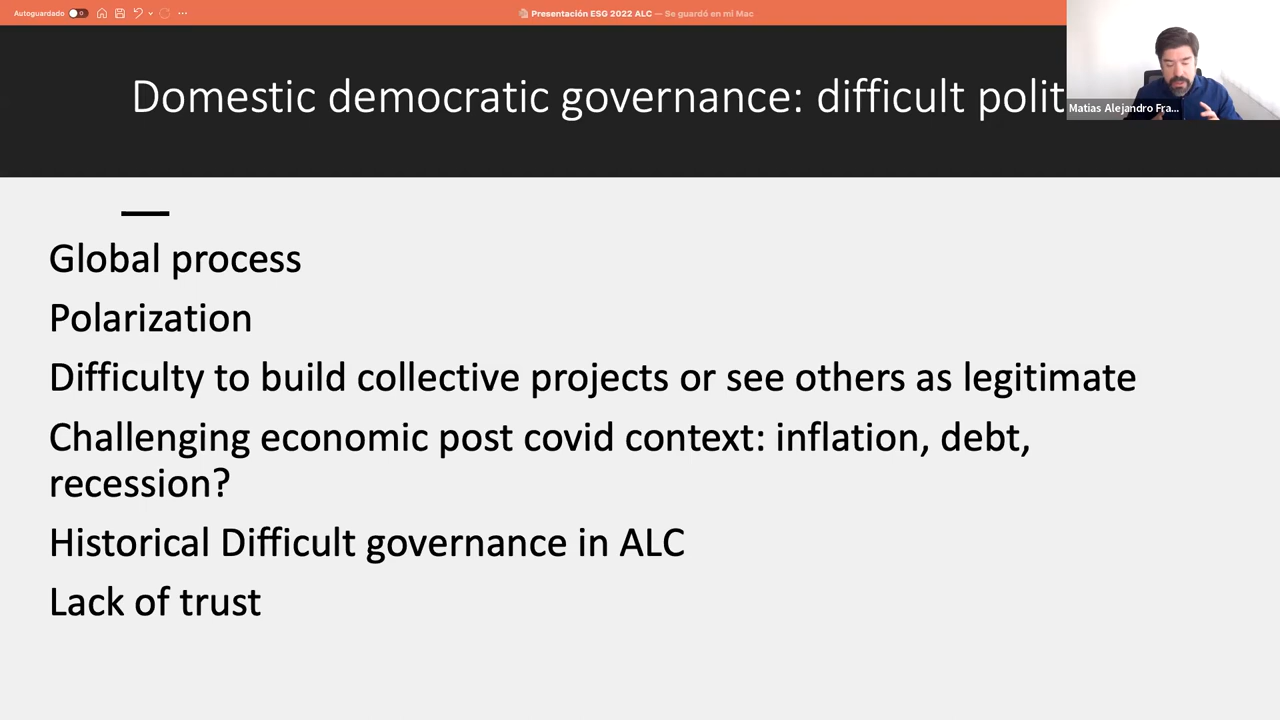 Autoguardado
Presentación ESG 2022 ALC — Se guardó en mi Mac
Domestic democratic governance: difficult polit
Matias Alejandro Fra...
Global process
Polarization
Difficulty to build collective projects or see others as legitimate
Challenging economic post covid context: inflation, debt,
recession?
Historical Difficult governance in ALC
Lack of trust